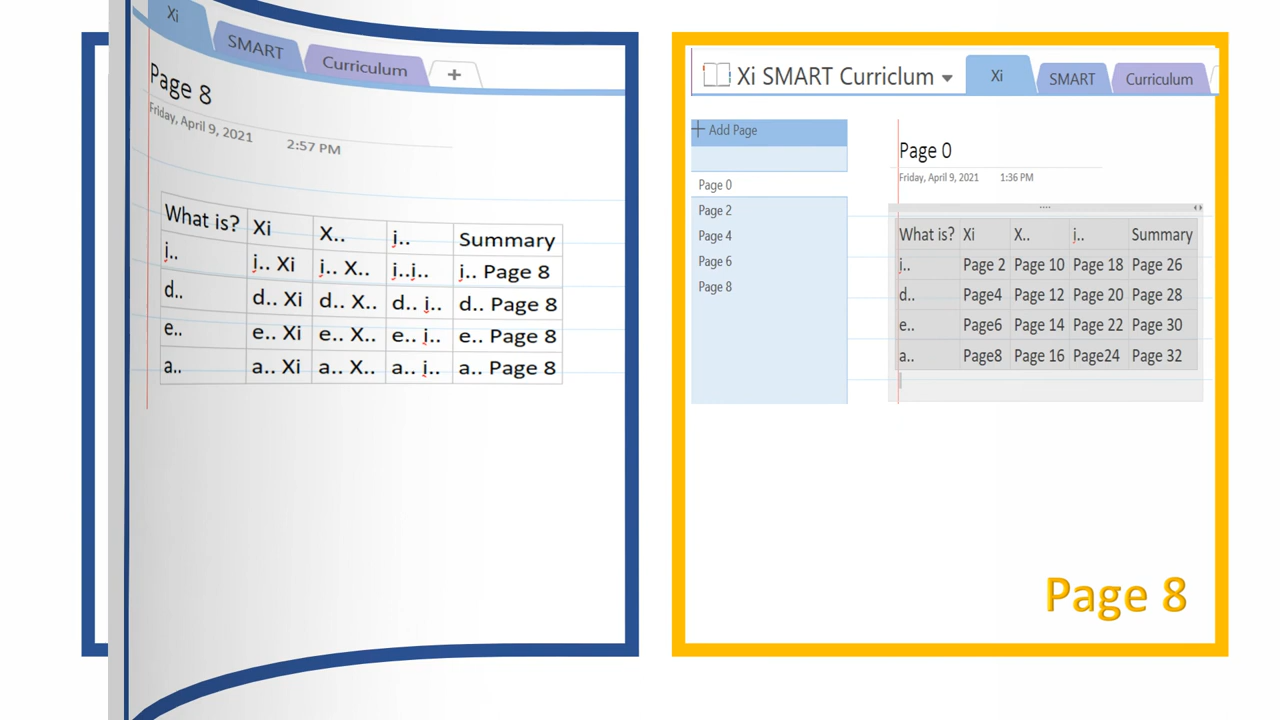 Xi SMART Curriculum +
Page 8
Friday, April 9, 2021 2:57 PM
What is? Xi X.. i.. Summary
i.. i.. Xi i.. X.. i..i.. i.. Page 8
d.. d.. Xi d.. X.. d.. i.. d.. Page 8
e.. e.. Xi e.. X.. e.. i.. e.. Page 8
a.. a.. Xi a.. X.. a.. i.. a.. Page 8
Xi SMART Curriclum Xi SMART Curriculum
+ Add Page
Page 0
Page 2
Page 4
Page 6
Page 8
Page 0
Friday, April 9, 2021 1:36 PM
What is? Xi X.. i.. Summary
i.. Page 2 Page 10 Page 18 Page 26
d.. Page4 Page 12 Page 20 Page 28
e.. Page6 Page 14 Page 22 Page 30
a.. Page8 Page 16 Page24 Page 32
Page 8